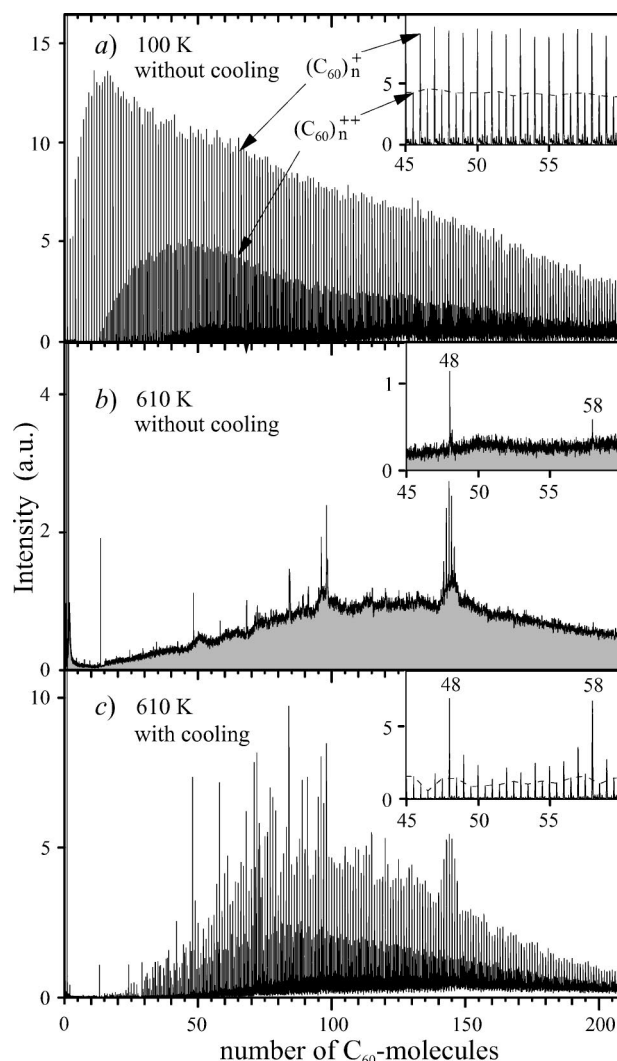 15
10
5
0
a) 100 K
without cooling
(C60)n+
(C60)n++
5
0
45 50 55
4
2
0
b) 610 K
without cooling
Intensity (a.u.)
1
0
48
58
45 50 55
10
5
0
c) 610 K
with cooling
5
0
48
58
45 50 55
0 50 100 150 200
number of C60-molecules